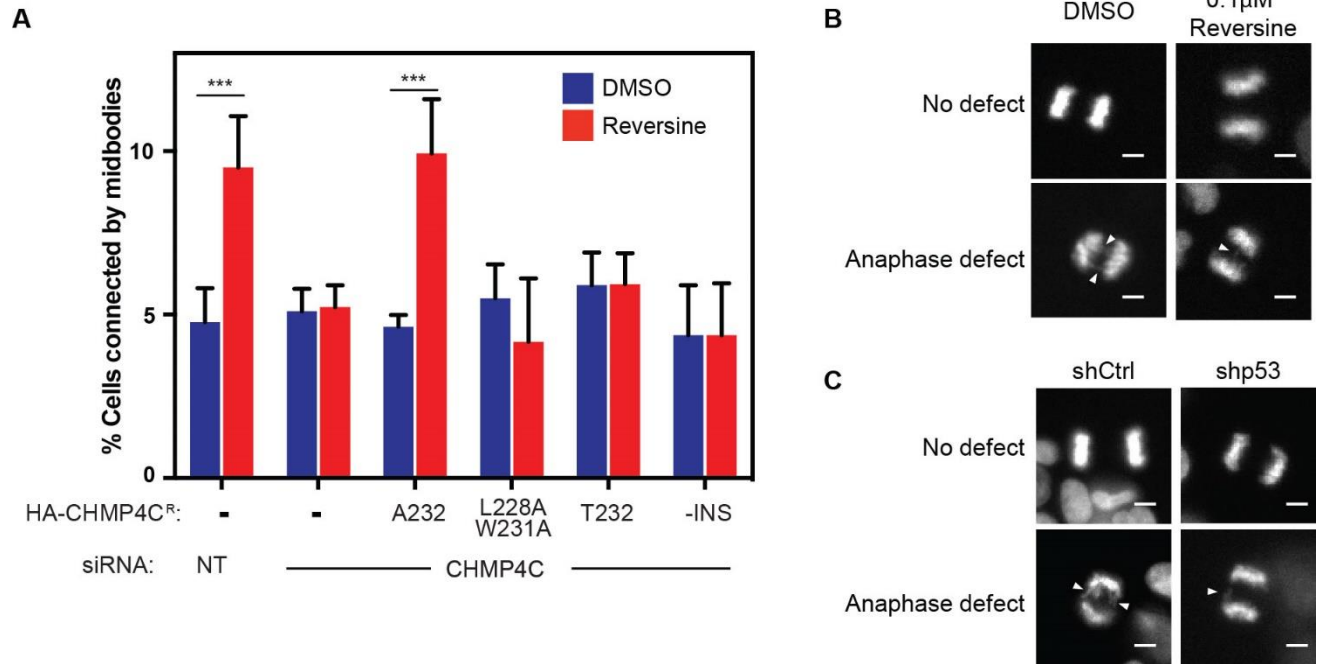 A
% Cells connected by midbodies
10
5
0
***
***
DMSO
Reversine
HA-CHMP4Cᴿ: - - A232 L228A W231A T232 -INS
siRNA: NT CHMP4C
B
DMSO 0.1µM Reversine
No defect
Anaphase defect
C
shCtrl shp53
No defect
Anaphase defect